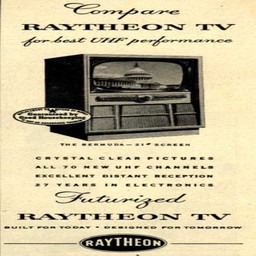 Compare
RAYTHEON TV
for best UHF performance
Guaranteed by
Good Housekeeping
THE BERMUDA — 21" SCREEN
CRYSTAL CLEAR PICTURES
ALL 70 NEW UHF CHANNELS
EXCELLENT DISTANT RECEPTION
27 YEARS IN ELECTRONICS
Futurized
RAYTHEON TV
BUILT FOR TODAY • DESIGNED FOR TOMORROW
RAYTHEON